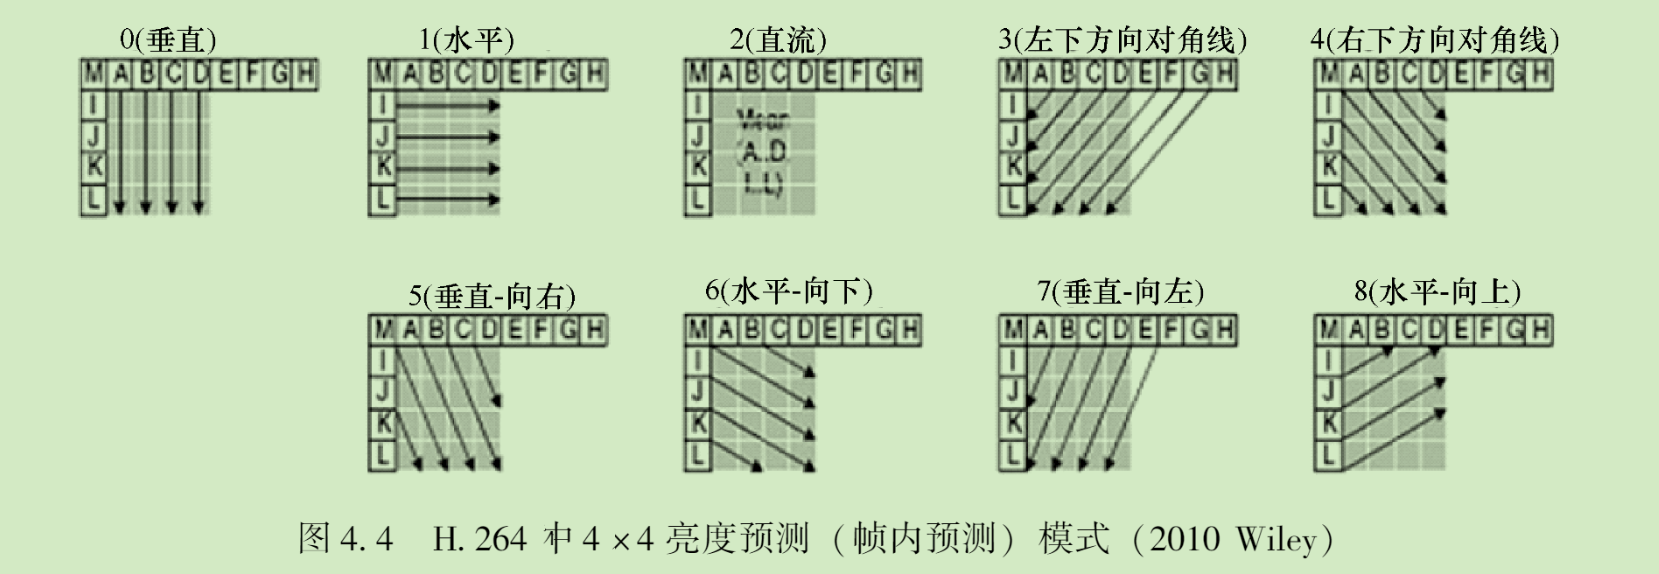 0(垂直) 1(水平) 2(直流) 3(左下方向对角线) 4(右下方向对角线)
M A B C D E F G H M A B C D E F G H M A B C D E F G H M A B C D E F G H M A B C D E F G H
I I I I I
J J J J J
K K K K K
L L L L L
5(垂直-向右) 6(水平-向下) 7(垂直-向左) 8(水平-向上)
M A B C D E F G H M A B C D E F G H M A B C D E F G H M A B C D E F G H
I I I I
J J J J
K K K K
L L L L
图 4.4 H.264 中 4×4 亮度预测（帧内预测）模式（2010 Wiley）